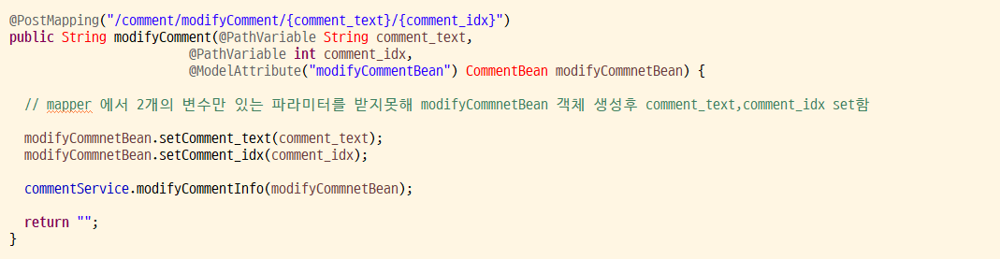 @PostMapping("/comment/modifyComment/{comment_text}/{comment_idx}")
public String modifyComment(@PathVariable String comment_text,
@PathVariable int comment_idx,
@ModelAttribute("modifyCommentBean") CommentBean modifyCommnetBean) {
// mapper 에서 2개의 변수만 있는 파라미터를 받지못해 modifyCommnetBean 객체 생성후 comment_text,comment_idx set함
modifyCommnetBean.setComment_text(comment_text);
modifyCommnetBean.setComment_idx(comment_idx);
commentService.modifyCommentInfo(modifyCommnetBean);
return "";
}